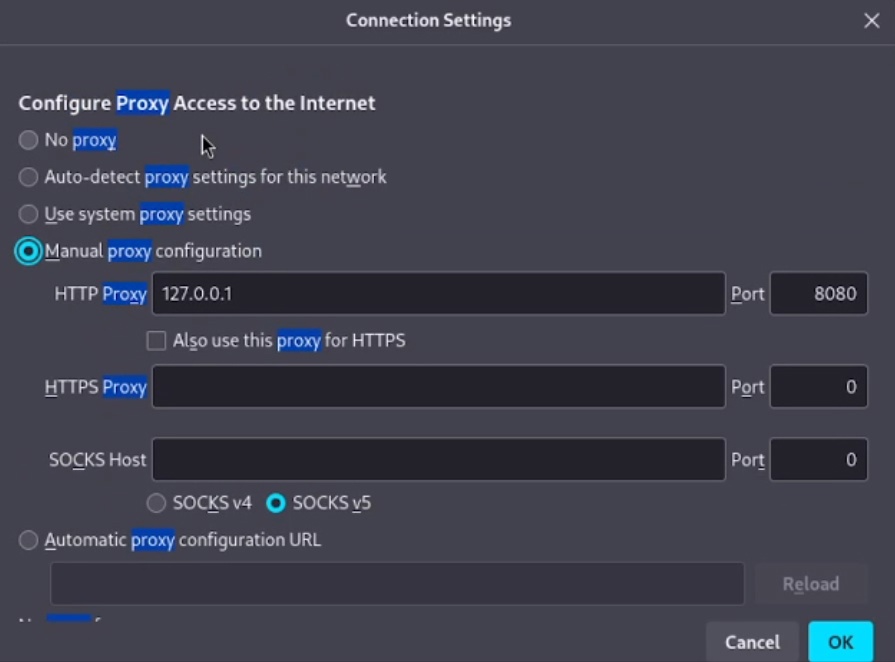 Connection Settings
Configure Proxy Access to the Internet
No proxy
Auto-detect proxy settings for this network
Use system proxy settings
Manual proxy configuration
HTTP Proxy 127.0.0.1 Port 8080
Also use this proxy for HTTPS
HTTPS Proxy Port 0
SOCKS Host Port 0
SOCKS v4 SOCKS v5
Automatic proxy configuration URL
Reload
Cancel OK